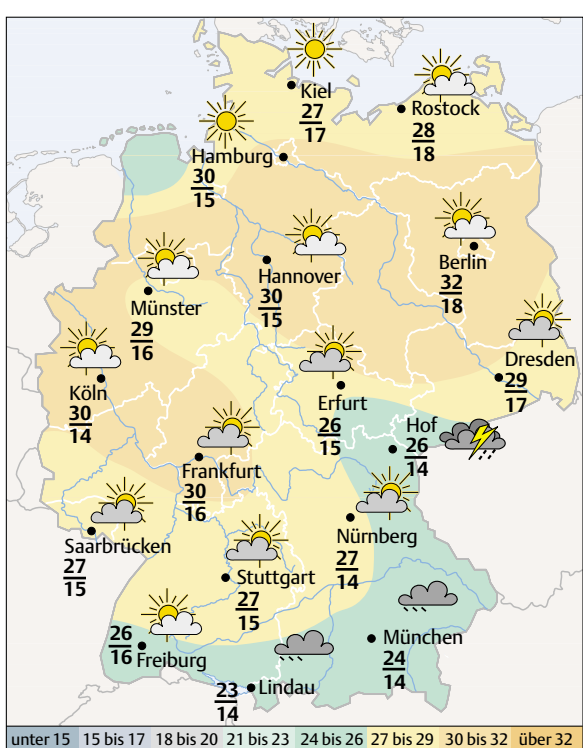 Kiel
27
17
Rostock
28
18
Hamburg
30
15
Hannover
30
15
Berlin
32
18
Münster
29
16
Dresden
29
17
Köln
30
14
Erfurt
26
15
Hof
26
14
Frankfurt
30
16
Nürnberg
27
14
Saarbrücken
27
15
Stuttgart
27
15
München
24
14
26
16
Freiburg
23
14
Lindau
unter 15 15 bis 17 18 bis 20 21 bis 23 24 bis 26 27 bis 29 30 bis 32 über 32